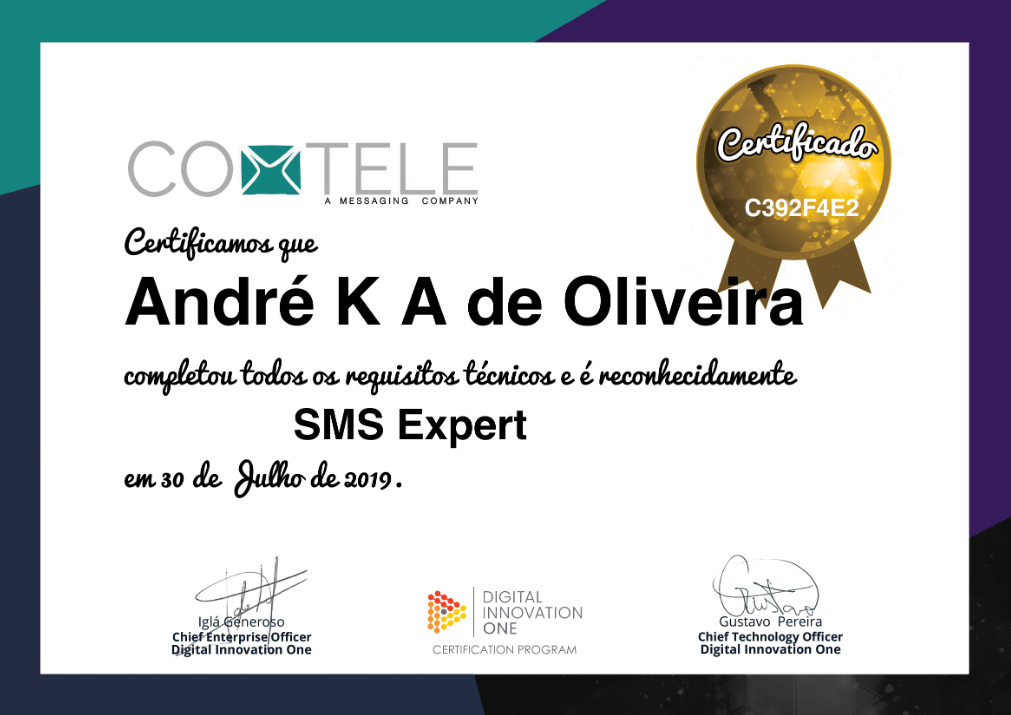 Certificado
C392F4E2
COMTELE
A MESSAGING COMPANY
Certificamos que
André K A de Oliveira
completou todos os requisitos técnicos e é reconhecidamente
SMS Expert
em 30 de Julho de 2019.
Iglá Generoso
Chief Enterprise Officer
Digital Innovation One
DIGITAL
INNOVATION
ONE
CERTIFICATION PROGRAM
Gustavo Pereira
Chief Technology Officer
Digital Innovation One